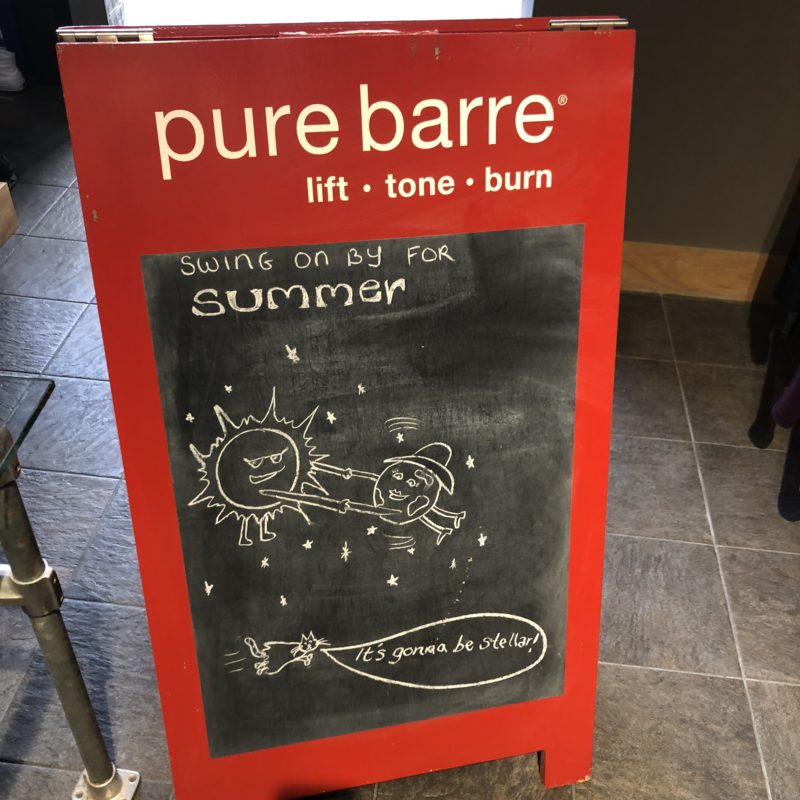 pure barre®
lift • tone • burn
SWING ON BY FOR
SUMMEr
It's gonna be stellar!